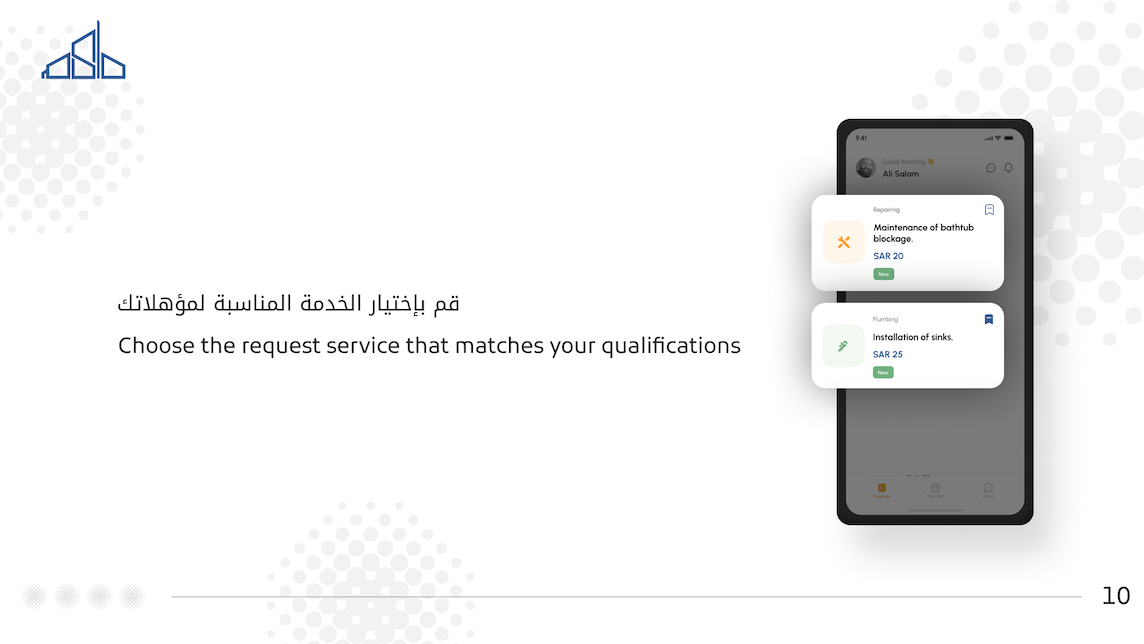 قم بإختيار الخدمة المناسبة لمؤهلاتك
Choose the request service that matches your qualifications
9:41
Good Morning 👋
Ali Salam
Repairing
Maintenance of bathtub
blockage.
SAR 20
New
Plumbing
Installation of sinks.
SAR 25
New
Calendar
10